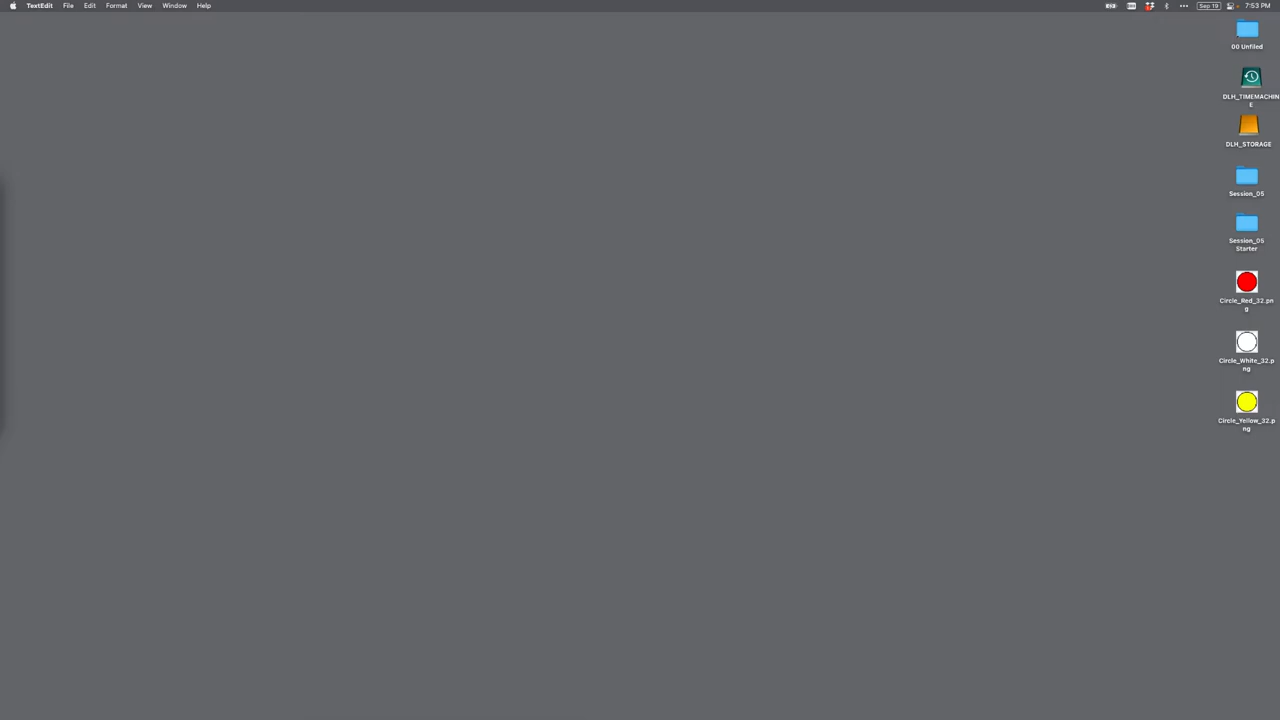 TextEdit File Edit Format View Window Help Sep 19 7:53 PM
00 Unfiled
DLH_TIMEMACHIN
E
DLH_STORAGE
Session_05
Session_05
Starter
Circle_Red_32.pn
g
Circle_White_32.p
ng
Circle_Yellow_32.p
ng